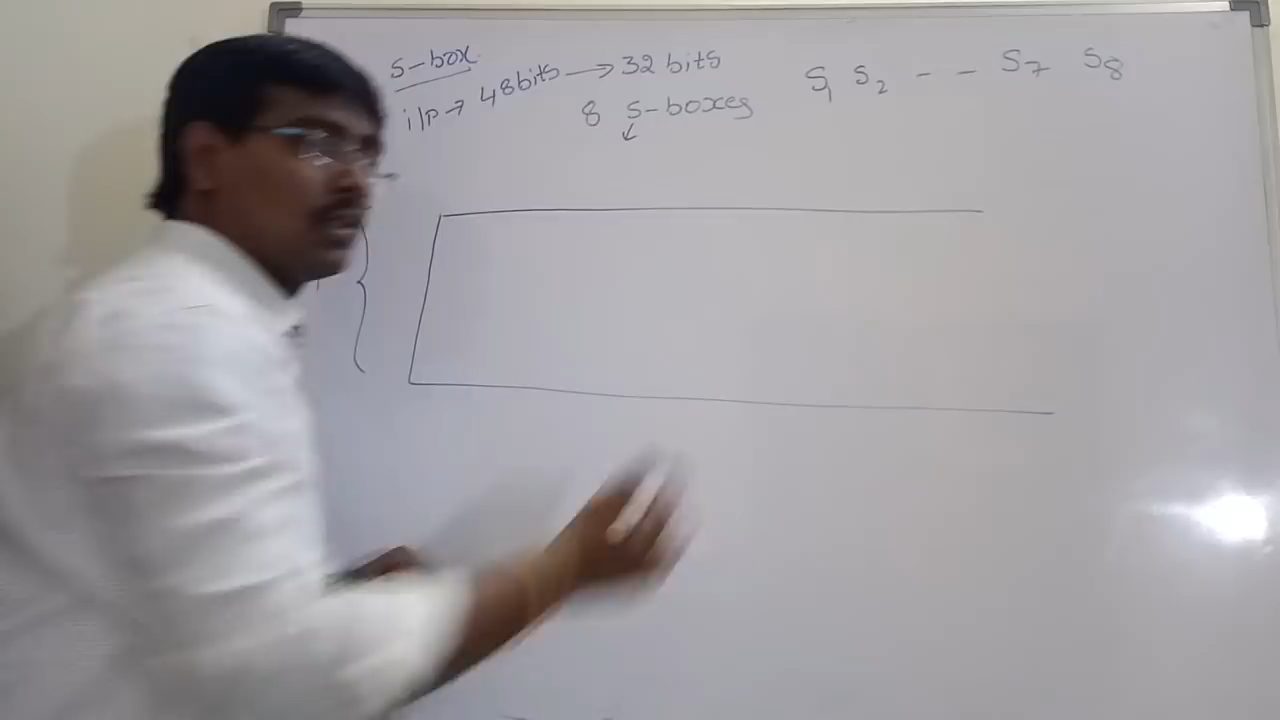 S-box
i/p → 48bits → 32 bits
8 S-boxes
S1 S2 - - S7 S8